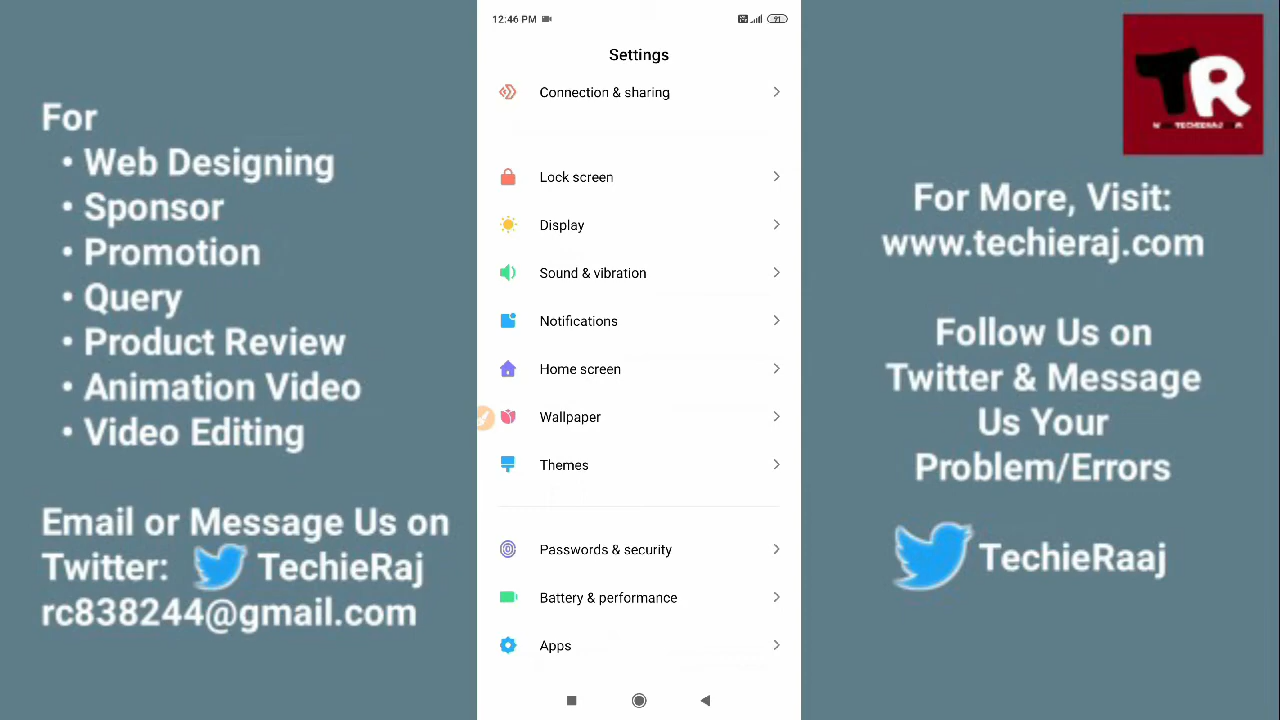 For
• Web Designing
• Sponsor
• Promotion
• Query
• Product Review
• Animation Video
• Video Editing
Email or Message Us on
Twitter: TechieRaj
rc838244@gmail.com
12:46 PM
91
Settings
Connection & sharing
Lock screen
Display
Sound & vibration
Notifications
Home screen
Wallpaper
Themes
Passwords & security
Battery & performance
Apps
TR
For More, Visit:
www.techieraj.com
Follow Us on
Twitter & Message
Us Your
Problem/Errors
TechieRaaj